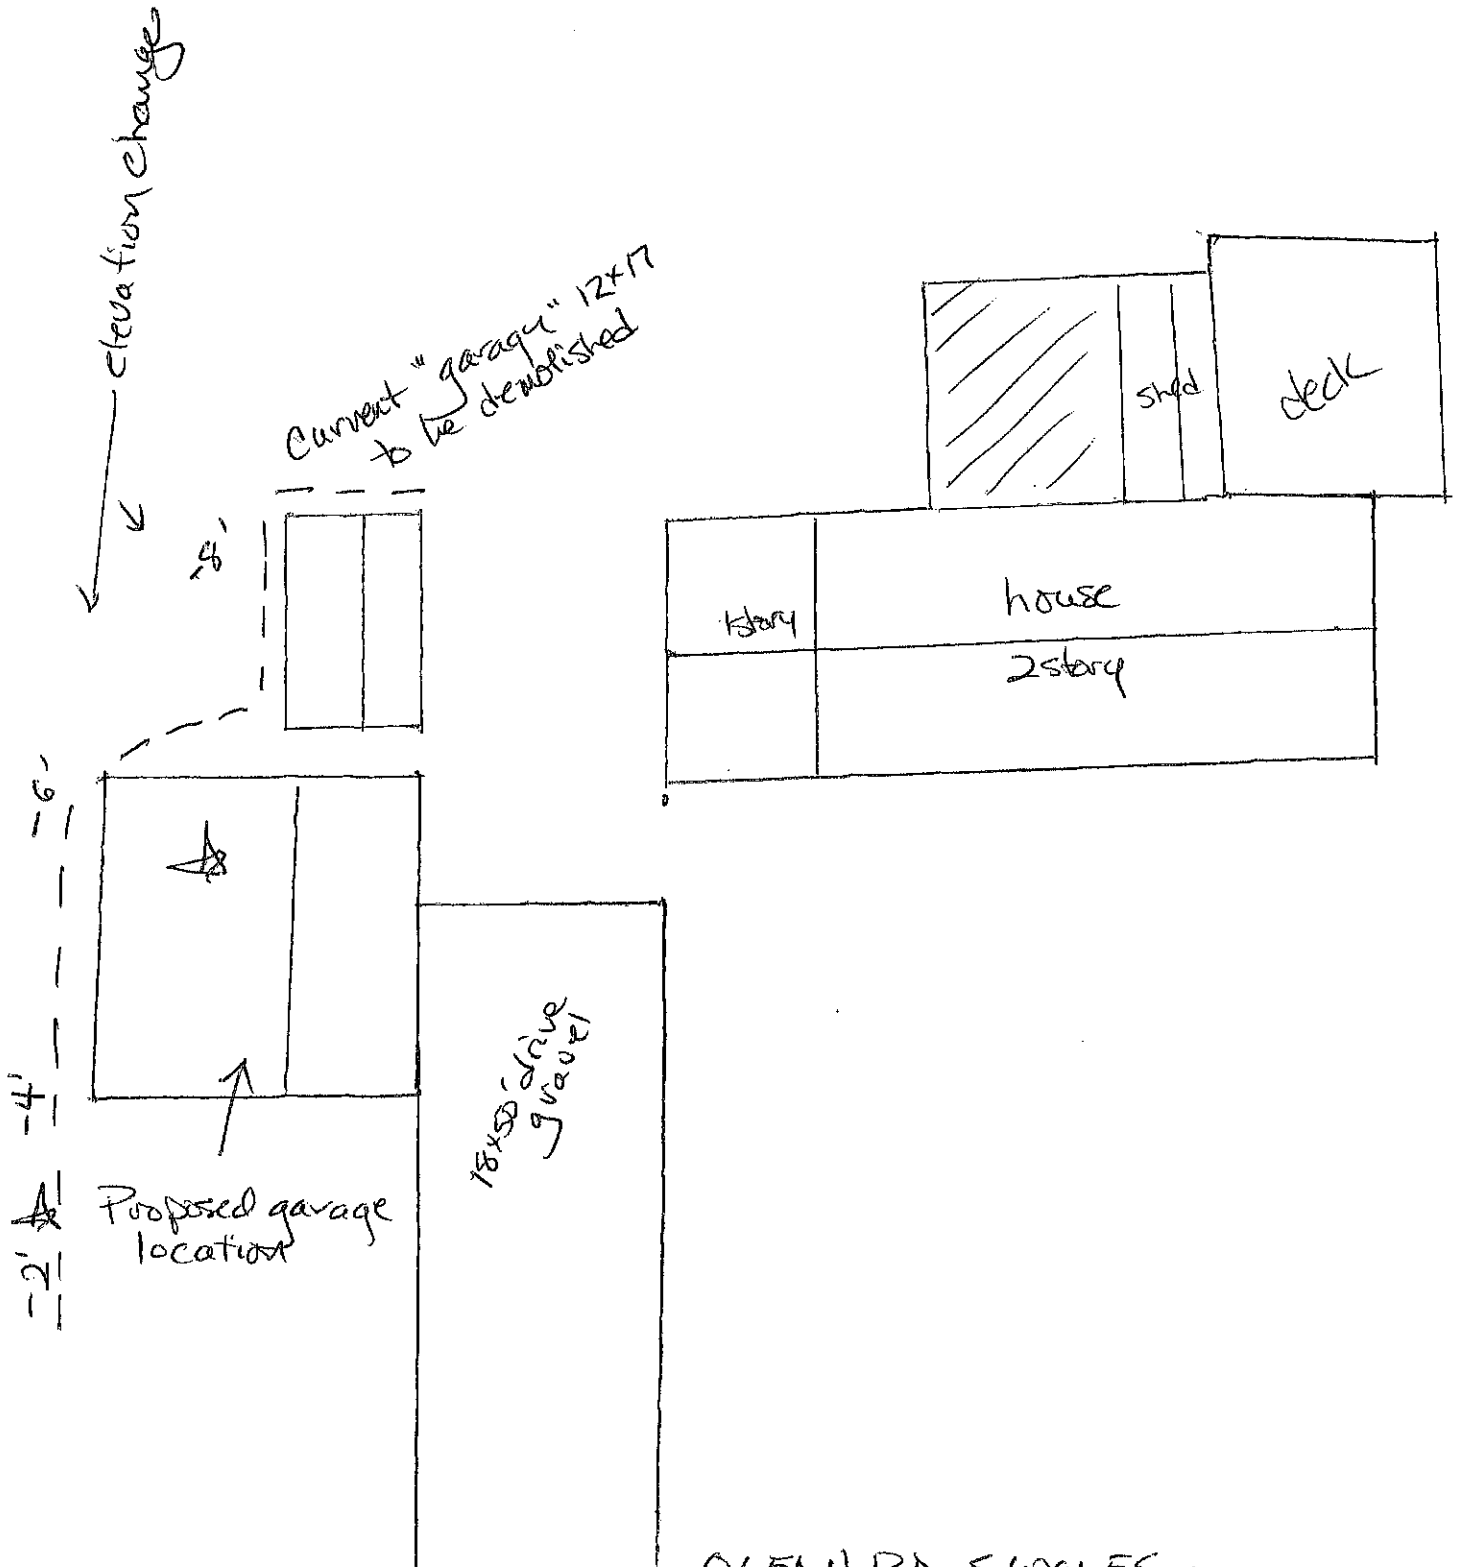 elevation change
Current "garage" 12x17
to be demolished
shed
deck
-8'
1story
house
2story
-6'
18x50' drive
gravel
-4'
Proposed garage
location
-2'